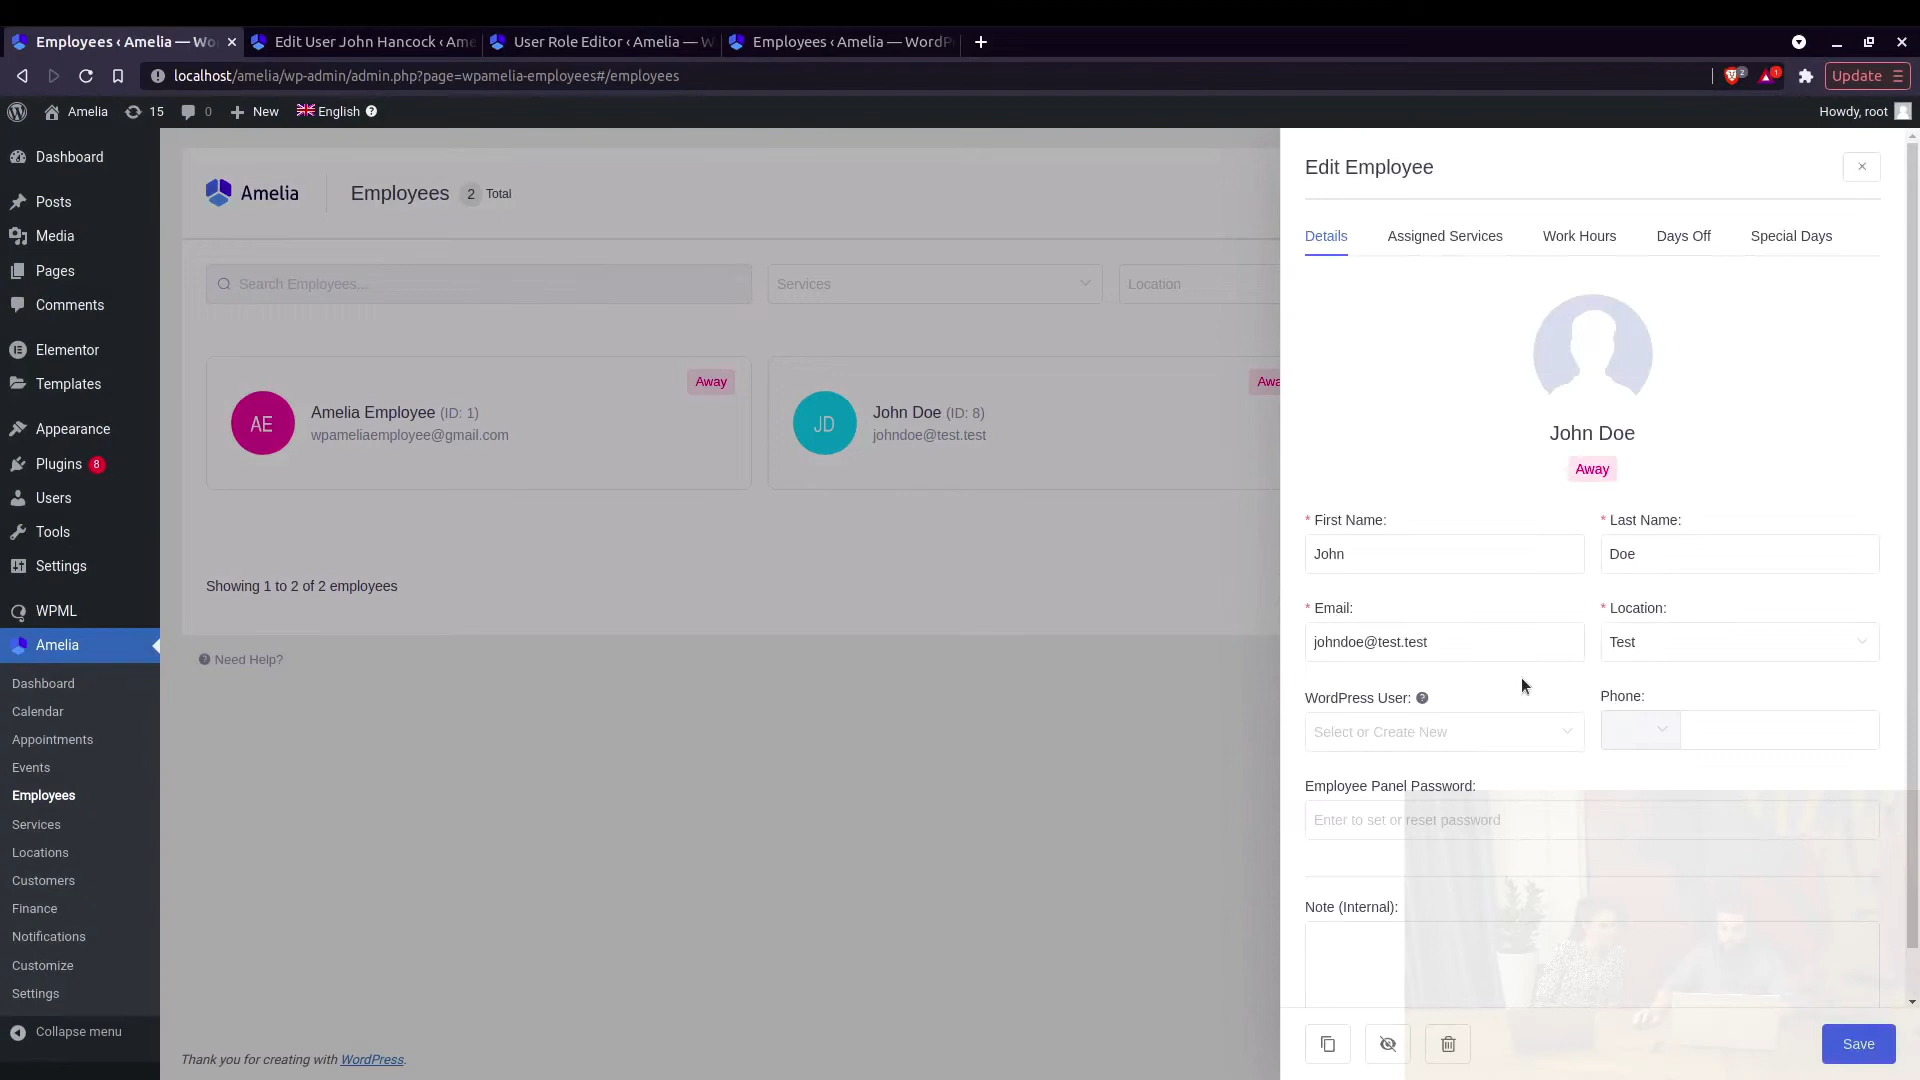 Employees ‹ Amelia — Wo
Edit User John Hancock ‹ Ame
User Role Editor ‹ Amelia — W
Employees ‹ Amelia — WordP
localhost/amelia/wp-admin/admin.php?page=wpamelia-employees#/employees
2
1
Update
Amelia
15
0
New
English
Howdy, root
Dashboard
Posts
Media
Pages
Comments
Elementor
Templates
Appearance
Plugins 8
Users
Tools
Settings
WPML
Amelia
Dashboard
Calendar
Appointments
Events
Employees
Services
Locations
Customers
Finance
Notifications
Customize
Settings
Collapse menu
Amelia
Employees 2 Total
Search Employees...
Services
Location
Away
AE
Amelia Employee (ID: 1)
wpameliaemployee@gmail.com
Awa
JD
John Doe (ID: 8)
johndoe@test.test
Showing 1 to 2 of 2 employees
Need Help?
Thank you for creating with WordPress.
Edit Employee
Details
Assigned Services
Work Hours
Days Off
Special Days
John Doe
Away
* First Name:
John
* Last Name:
Doe
* Email:
johndoe@test.test
* Location:
Test
WordPress User:
Select or Create New
Phone:
Employee Panel Password:
Enter to set or reset password
Note (Internal):
Save